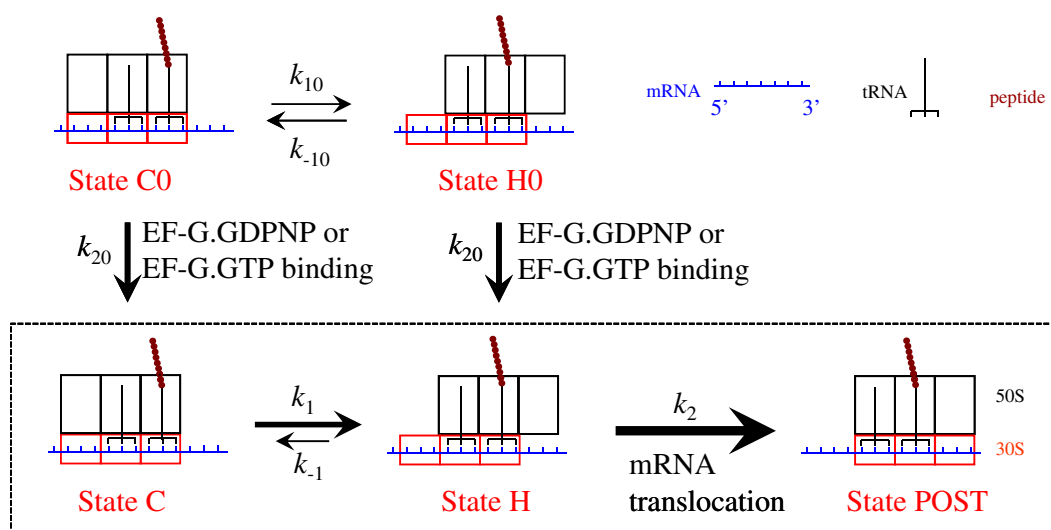 k10
k-10
mRNA
5’ 3’
tRNA
peptide
State C0
State H0
k20
EF-G.GDPNP or
EF-G.GTP binding
k20
EF-G.GDPNP or
EF-G.GTP binding
k1
k-1
k2
mRNA
translocation
50S
30S
State C
State H
State POST